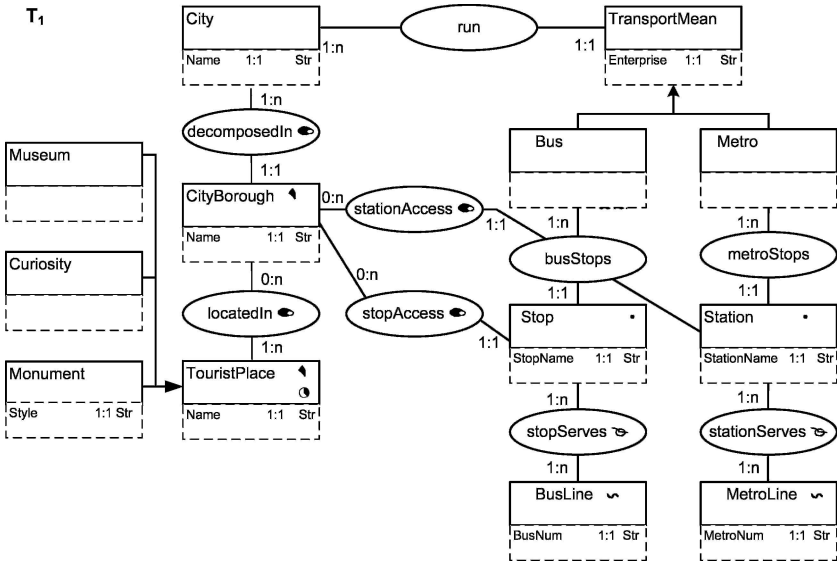 T1
City
run
TransportMean
1:n
1:1
Name 1:1 Str
Enterprise 1:1 Str
1:n
decomposedIn
Bus
Metro
Museum
1:1
CityBorough
0:n
stationAccess
1:1
1:n
1:n
Name 1:1 Str
busStops
metroStops
Curiosity
0:n
0:n
1:1
1:1
locatedIn
stopAccess
Stop
Station
1:n
1:1
StopName 1:1 Str
StationName 1:1 Str
Monument
TouristPlace
Style 1:1 Str
Name 1:1 Str
1:n
1:n
stopServes
stationServes
1:n
1:n
BusLine
MetroLine
BusNum 1:1 Str
MetroNum 1:1 Str